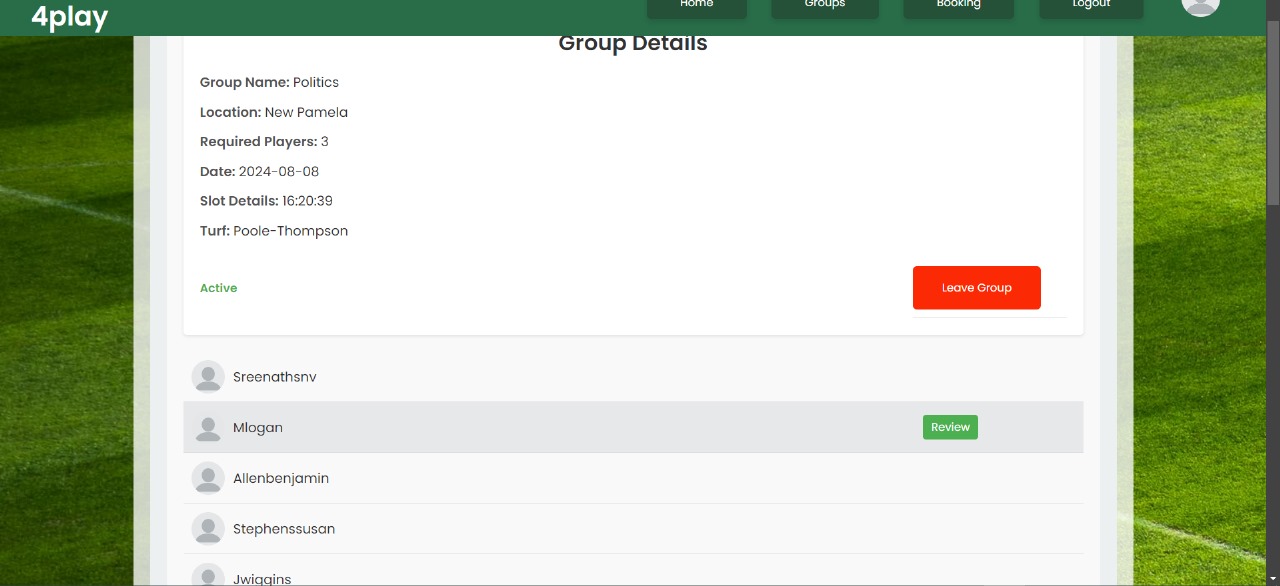 4play
Home Groups Booking Logout
Group Details
Group Name: Politics
Location: New Pamela
Required Players: 3
Date: 2024-08-08
Slot Details: 16:20:39
Turf: Poole-Thompson
Active
Leave Group
Sreenathsnv
Mlogan
Review
Allenbenjamin
Stephenssusan
Jwiggins